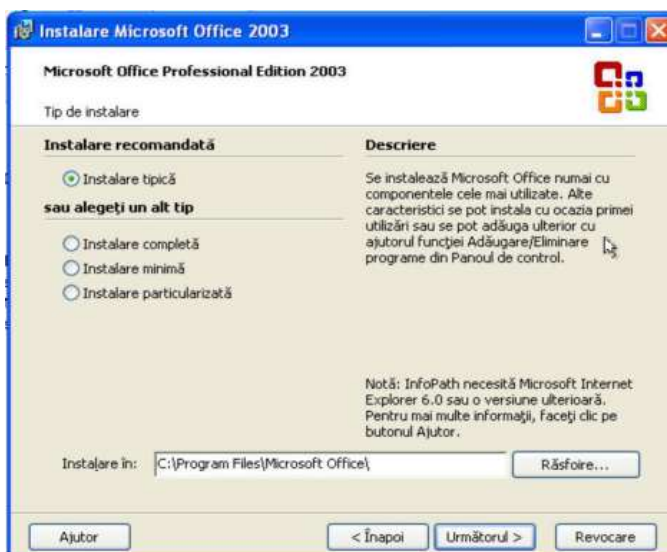 Instalare Microsoft Office 2003
Microsoft Office Professional Edition 2003
Tip de instalare
Instalare recomandată
Instalare tipică
sau alegeți un alt tip
Instalare completă
Instalare minimă
Instalare particularizată
Descriere
Se instalează Microsoft Office numai cu
componentele cele mai utilizate. Alte
caracteristici se pot instala cu ocazia primei
utilizări sau se pot adăuga ulterior cu
ajutorul funcției Adăugare/Eliminare
programe din Panoul de control.
Notă: InfoPath necesită Microsoft Internet
Explorer 6.0 sau o versiune ulterioară.
Pentru mai multe informații, faceți clic pe
butonul Ajutor.
Instalare în: C:\Program Files\Microsoft Office\ Răsfoire...
Ajutor < Înapoi Următorul > Revocare